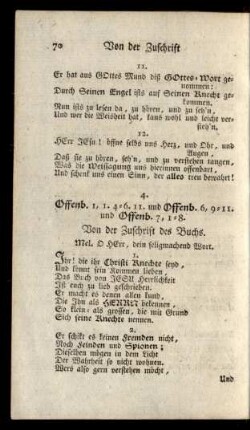 70 Von der Zuschrift
11.
Er hat aus GOttes Mund diß GOttes-Wort ge-
nommen:
Durch Seinen Engel ists auf Seinen Knecht ge-
kommen.
Nun ists zu lesen da, zu hören, und zu seh'n,
Und wer die Weisheit hat, kans wohl und leicht ver-
steh'n.
12.
HErr JEsu! öffne selbs uns Herz, und Ohr, und
Augen,
Daß sie zu hören, seh'n, und zu verstehen taugen,
Was die Weissagung uns hierinnen offenbart,
Und schenk uns einen Sinn, der alles treu bewahrt!
4.
Offenb. 1, 1. 4-6. 11. und Offenb. 6, 9-11.
und Offenb. 7, 1-8.
Von der Zuschrift des Buchs.
Mel. O HErr, dein seligmachend Wort.
1.
Ihr! die ihr Christi Knechte seyd,
Und lernt sein Kommen lieben,
Das Buch von JESU Herrlichkeit
Ist euch zu lieb geschrieben.
Er macht es denen allen kund,
Die Ihn als HERRN bekennen,
So klein als grossen, die mit Grund
Sich seine Knechte nennen.
2.
Er schikt es keinen Fremden nicht,
Noch Feinden und Spionen;
Dieselben mögen in dem Licht
Der Wahrheit nicht wohnen.
Wers also gern verstehen möcht,
Und